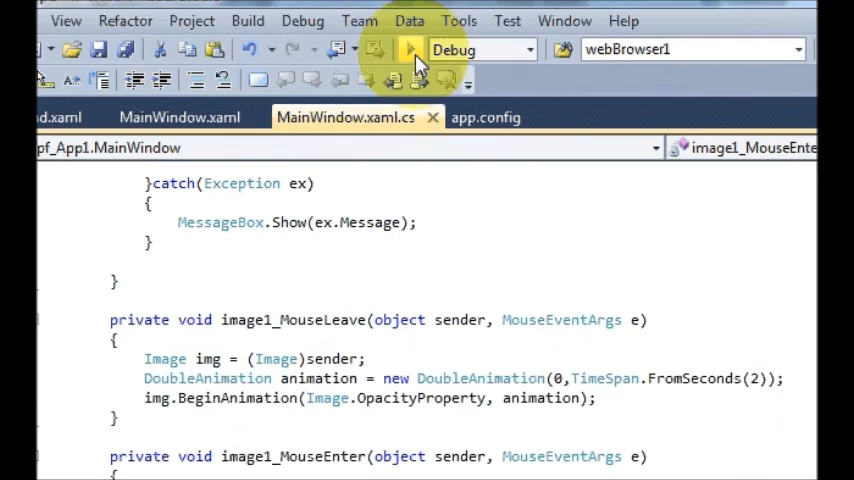 View Refactor Project Build Debug Team Data Tools Test Window Help
Debug webBrowser1
d.xaml MainWindow.xaml MainWindow.xaml.cs app.config
pf_App1.MainWindow image1_MouseEnte
}catch(Exception ex)
{
MessageBox.Show(ex.Message);
}
}
private void image1_MouseLeave(object sender, MouseEventArgs e)
{
Image img = (Image)sender;
DoubleAnimation animation = new DoubleAnimation(0,TimeSpan.FromSeconds(2));
img.BeginAnimation(Image.OpacityProperty, animation);
}
private void image1_MouseEnter(object sender, MouseEventArgs e)
{